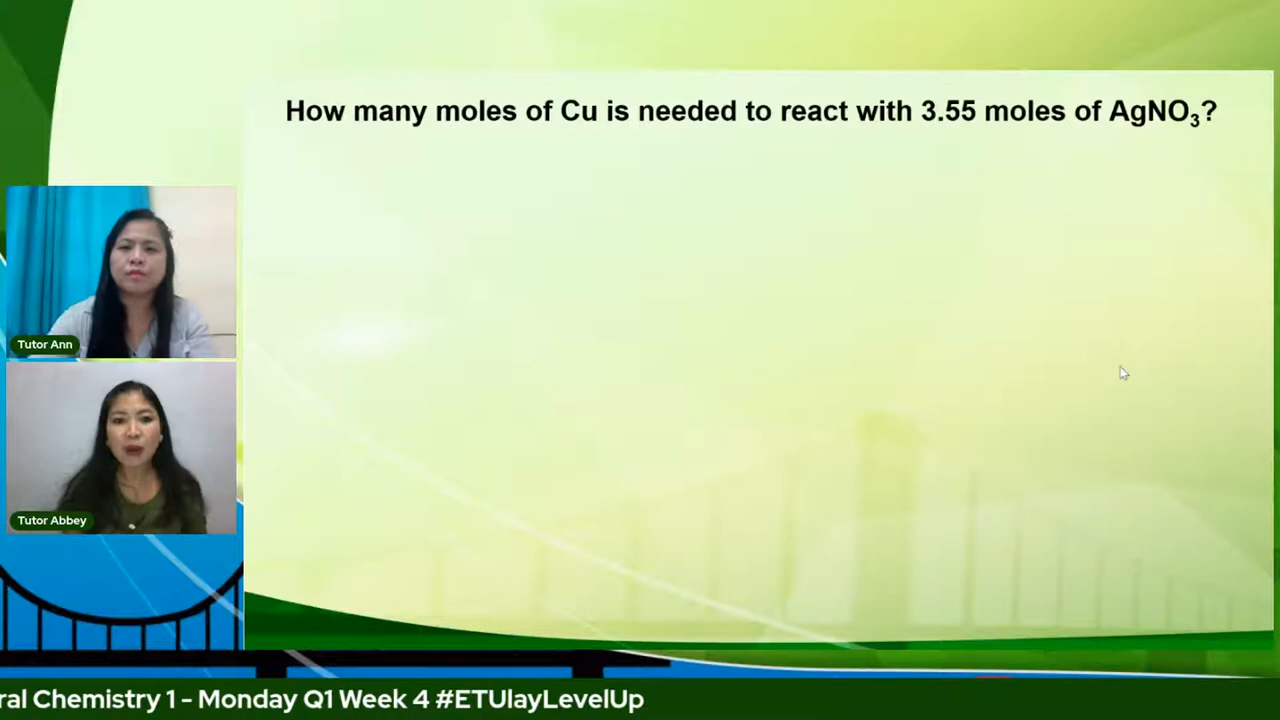 How many moles of Cu is needed to react with 3.55 moles of AgNO₃?
Tutor Ann
Tutor Abbey
ral Chemistry 1 - Monday Q1 Week 4 #ETUlayLevelUp